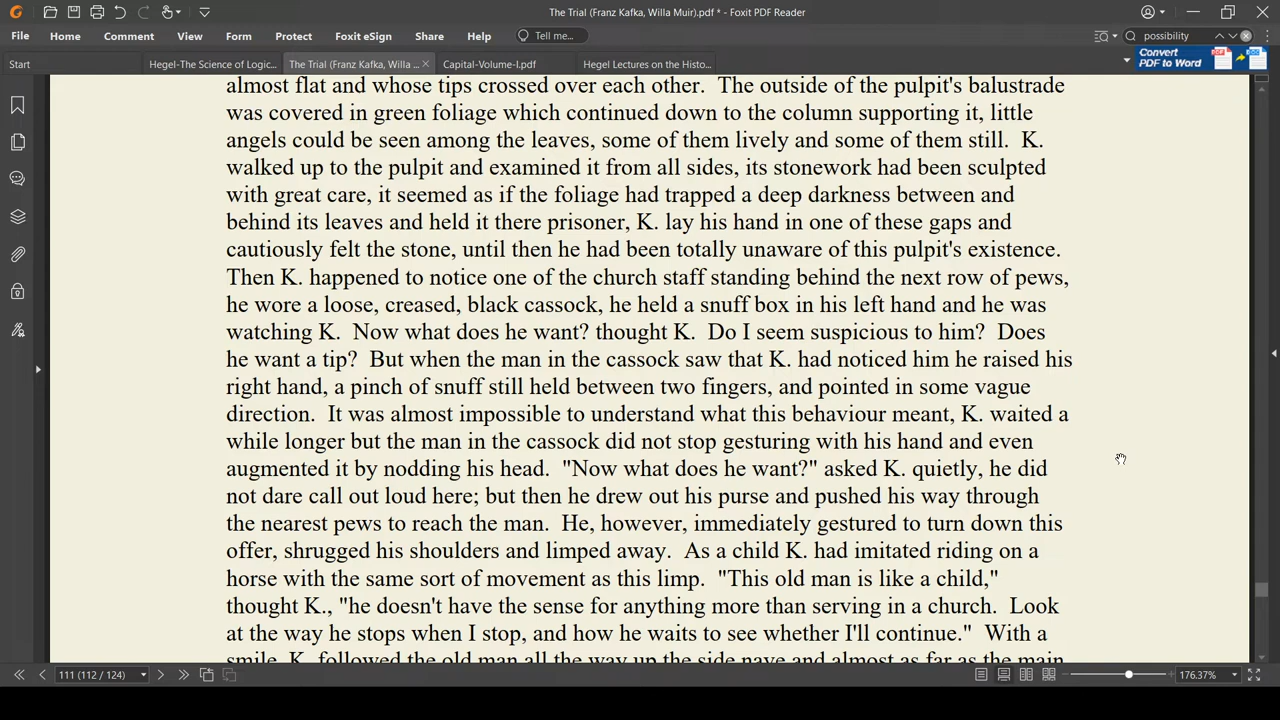 The Trial (Franz Kafka, Willa Muir).pdf * - Foxit PDF Reader
File Home Comment View Form Protect Foxit eSign Share Help Tell me... possibility
Start Hegel-The Science of Logic... The Trial (Franz Kafka, Willa ... Capital-Volume-I.pdf Hegel Lectures on the Histo...
Convert
PDF to Word
almost flat and whose tips crossed over each other. The outside of the pulpit's balustrade
was covered in green foliage which continued down to the column supporting it, little
angels could be seen among the leaves, some of them lively and some of them still. K.
walked up to the pulpit and examined it from all sides, its stonework had been sculpted
with great care, it seemed as if the foliage had trapped a deep darkness between and
behind its leaves and held it there prisoner, K. lay his hand in one of these gaps and
cautiously felt the stone, until then he had been totally unaware of this pulpit's existence.
Then K. happened to notice one of the church staff standing behind the next row of pews,
he wore a loose, creased, black cassock, he held a snuff box in his left hand and he was
watching K. Now what does he want? thought K. Do I seem suspicious to him? Does
he want a tip? But when the man in the cassock saw that K. had noticed him he raised his
right hand, a pinch of snuff still held between two fingers, and pointed in some vague
direction. It was almost impossible to understand what this behaviour meant, K. waited a
while longer but the man in the cassock did not stop gesturing with his hand and even
augmented it by nodding his head. "Now what does he want?" asked K. quietly, he did
not dare call out loud here; but then he drew out his purse and pushed his way through
the nearest pews to reach the man. He, however, immediately gestured to turn down this
offer, shrugged his shoulders and limped away. As a child K. had imitated riding on a
horse with the same sort of movement as this limp. "This old man is like a child,"
thought K., "he doesn't have the sense for anything more than serving in a church. Look
at the way he stops when I stop, and how he waits to see whether I'll continue." With a
smile, K. followed the old man all the way up the side nave and almost as far as the main
111 (112 / 124) 176.37%